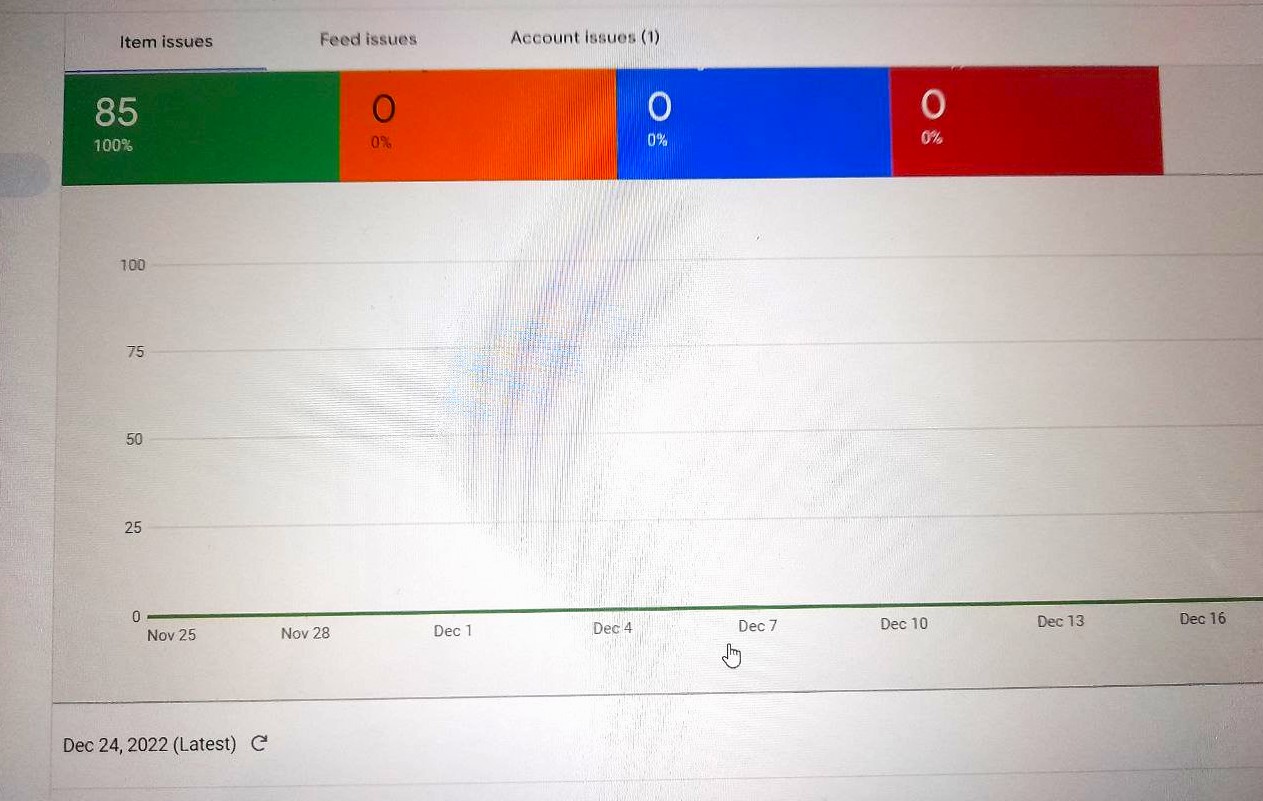 Item issues
Feed issues
Account issues (1)
85
100%
0
0%
0
0%
0
0%
100
75
50
25
0
Nov 25
Nov 28
Dec 1
Dec 4
Dec 7
Dec 10
Dec 13
Dec 16
Dec 24, 2022 (Latest)